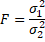 F = σ₁² / σ₂²